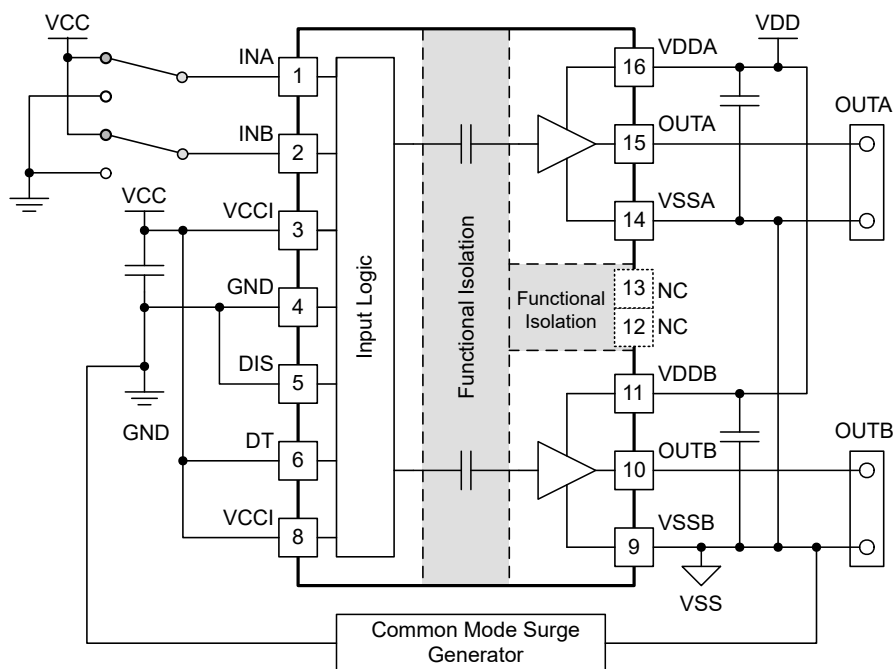 VCC
INA
1
INB
2
VCC
VCCI
3
GND
4
DIS
5
GND
DT
6
VCCI
8
Input Logic
Functional Isolation
Functional
Isolation
VDDA
VDD
16
OUTA
15
OUTA
VSSA
14
13
NC
12
NC
VDDB
11
OUTB
10
OUTB
VSSB
9
VSS
Common Mode Surge
Generator